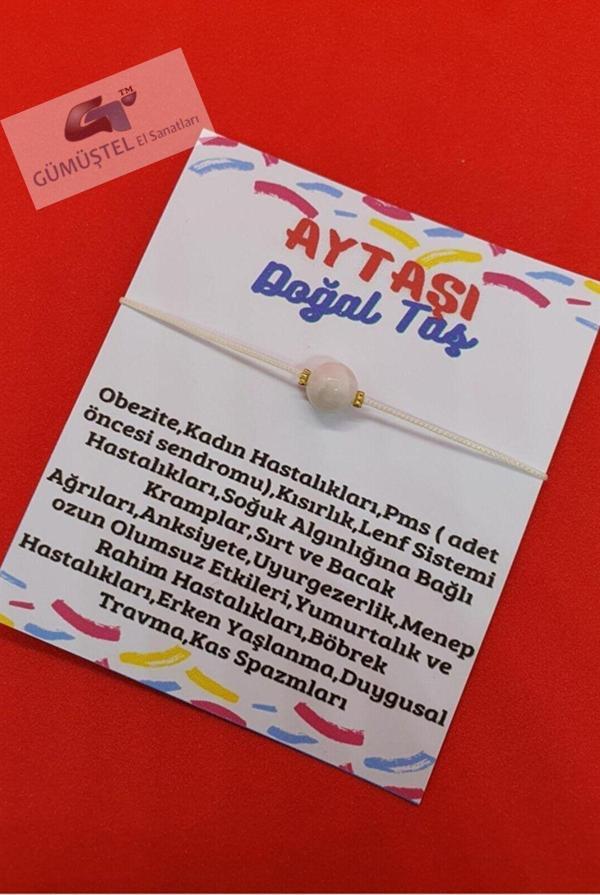 TM
GÜMÜŞTEL El Sanatları
AYTAŞI
Doğal Taş
Obezite,Kadın Hastalıkları,Pms ( adet
öncesi sendromu),Kısırlık,Lenf Sistemi
Hastalıkları,Soğuk Algınlığına Bağlı
Kramplar,Sırt ve Bacak
Ağrıları,Anksiyete,Uyurgezerlik,Menep
ozun Olumsuz Etkileri,Yumurtalık ve
Rahim Hastalıkları,Böbrek
Hastalıkları,Erken Yaşlanma,Duygusal
Travma,Kas Spazmları